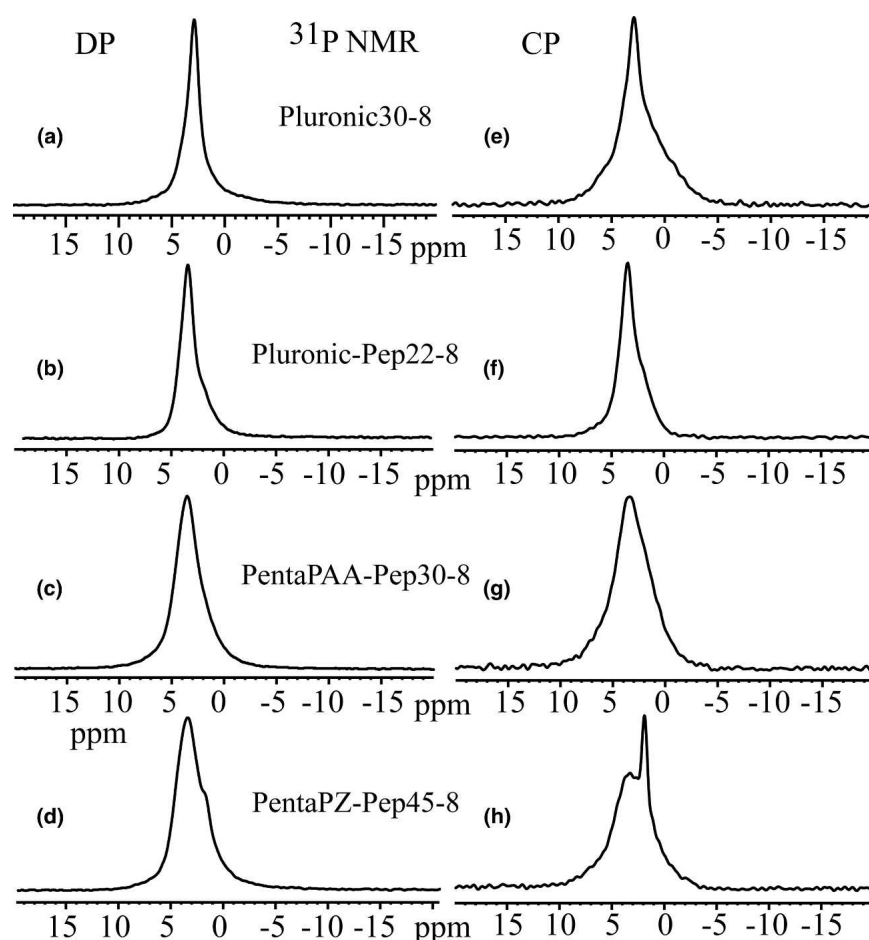 DP ³¹P NMR CP
Pluronic30-8
(a) (e)
15 10 5 0 -5 -10 -15 ppm 15 10 5 0 -5 -10 -15
Pluronic-Pep22-8
(b) (f)
15 10 5 0 -5 -10 -15 ppm 15 10 5 0 -5 -10 -15
PentaPAA-Pep30-8
(c) (g)
15 10 5 0 -5 -10 -15 ppm 15 10 5 0 -5 -10 -15
ppm
PentaPZ-Pep45-8
(d) (h)
15 10 5 0 -5 -10 -15 ppm 15 10 5 0 -5 -10 -15